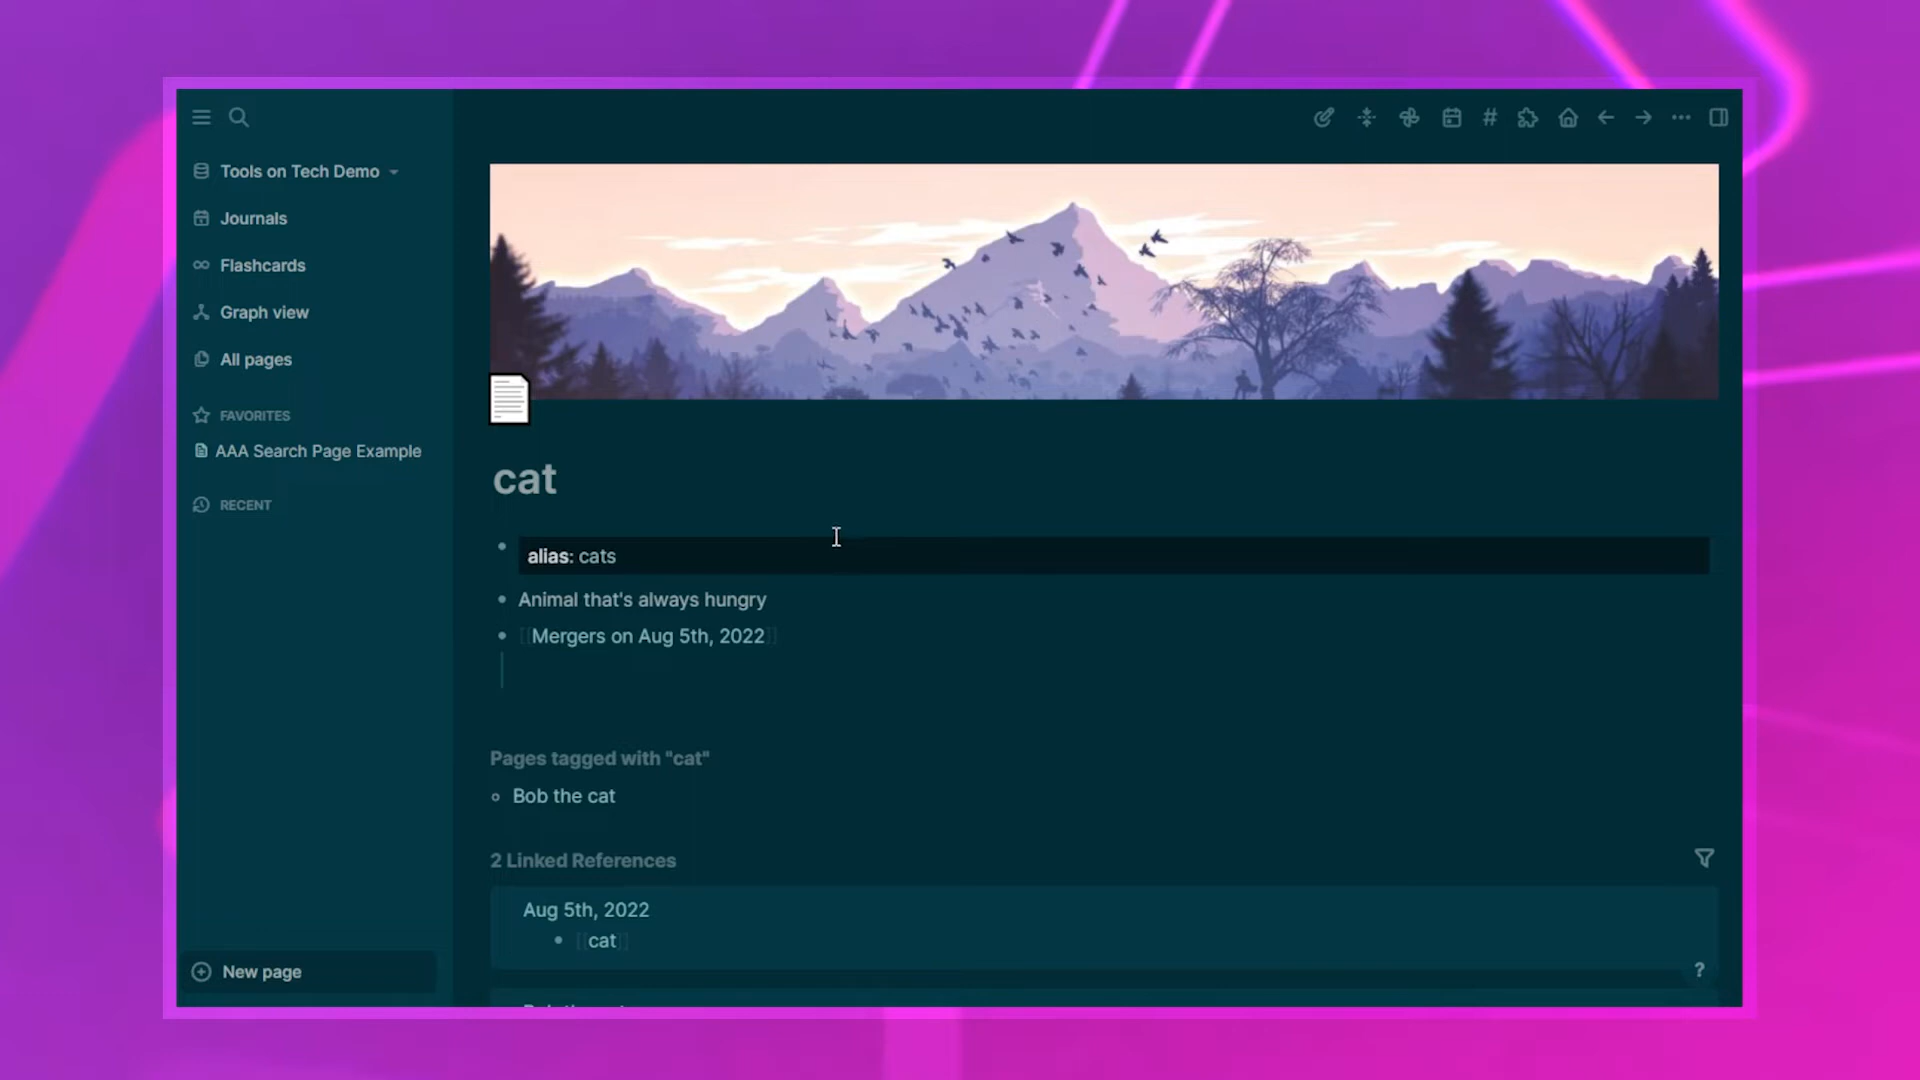 Tools on Tech Demo
Journals
Flashcards
Graph view
All pages
FAVORITES
AAA Search Page Example
RECENT
New page
cat
alias: cats
Animal that's always hungry
[[Mergers on Aug 5th, 2022]]
Pages tagged with "cat"
Bob the cat
2 Linked References
Aug 5th, 2022
[[cat]]
?